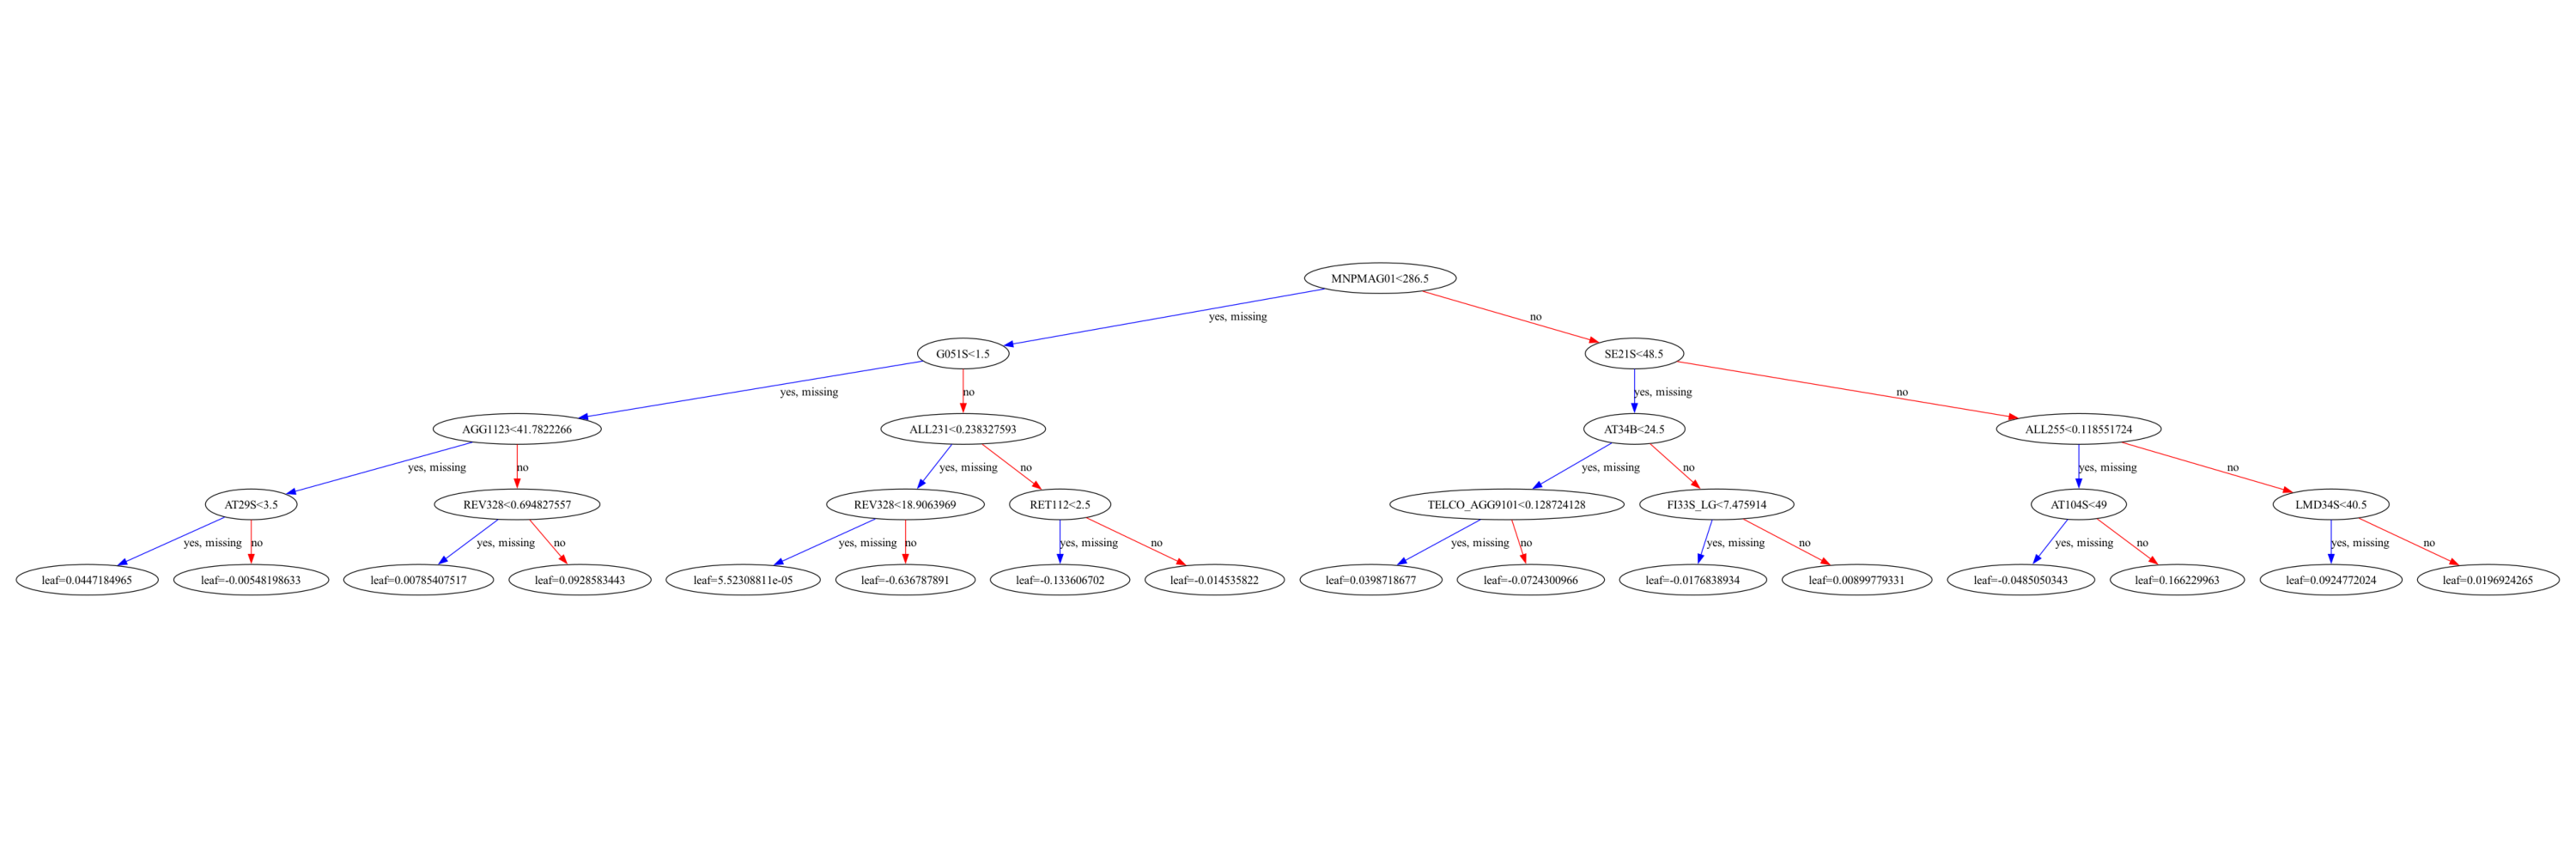 MNPMAG01<286.5
yes, missing
no
G051S<1.5
SE21S<48.5
yes, missing
no
yes, missing
no
AGG1123<41.7822266
ALL231<0.238327593
AT34B<24.5
ALL255<0.118551724
yes, missing
no
yes, missing
no
yes, missing
no
yes, missing
no
AT29S<3.5
REV328<0.694827557
REV328<18.9063969
RET112<2.5
TELCO_AGG9101<0.128724128
FI33S_LG<7.475914
AT104S<49
LMD34S<40.5
yes, missing
no
yes, missing
no
yes, missing
no
yes, missing
no
yes, missing
no
yes, missing
no
yes, missing
no
yes, missing
no
leaf=0.0447184965
leaf=-0.00548198633
leaf=0.00785407517
leaf=0.0928583443
leaf=5.52308811e-05
leaf=-0.636787891
leaf=-0.133606702
leaf=-0.014535822
leaf=0.0398718677
leaf=-0.0724300966
leaf=-0.0176838934
leaf=0.00899779331
leaf=-0.0485050343
leaf=0.166229963
leaf=0.0924772024
leaf=0.0196924265